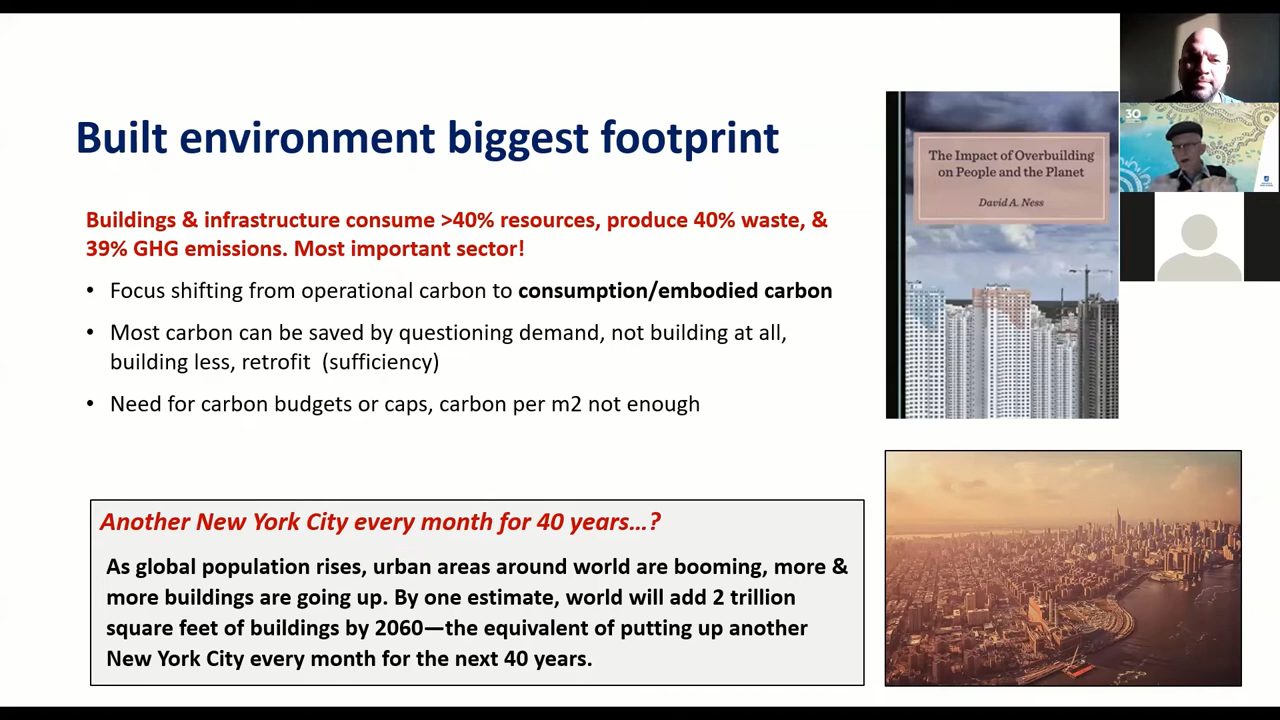 Built environment biggest footprint
Buildings & infrastructure consume >40% resources, produce 40% waste, &
39% GHG emissions. Most important sector!
• Focus shifting from operational carbon to consumption/embodied carbon
• Most carbon can be saved by questioning demand, not building at all,
building less, retrofit (sufficiency)
• Need for carbon budgets or caps, carbon per m2 not enough
Another New York City every month for 40 years…?
As global population rises, urban areas around world are booming, more &
more buildings are going up. By one estimate, world will add 2 trillion
square feet of buildings by 2060—the equivalent of putting up another
New York City every month for the next 40 years.
The Impact of Overbuilding
on People and the Planet
David A. Ness
30